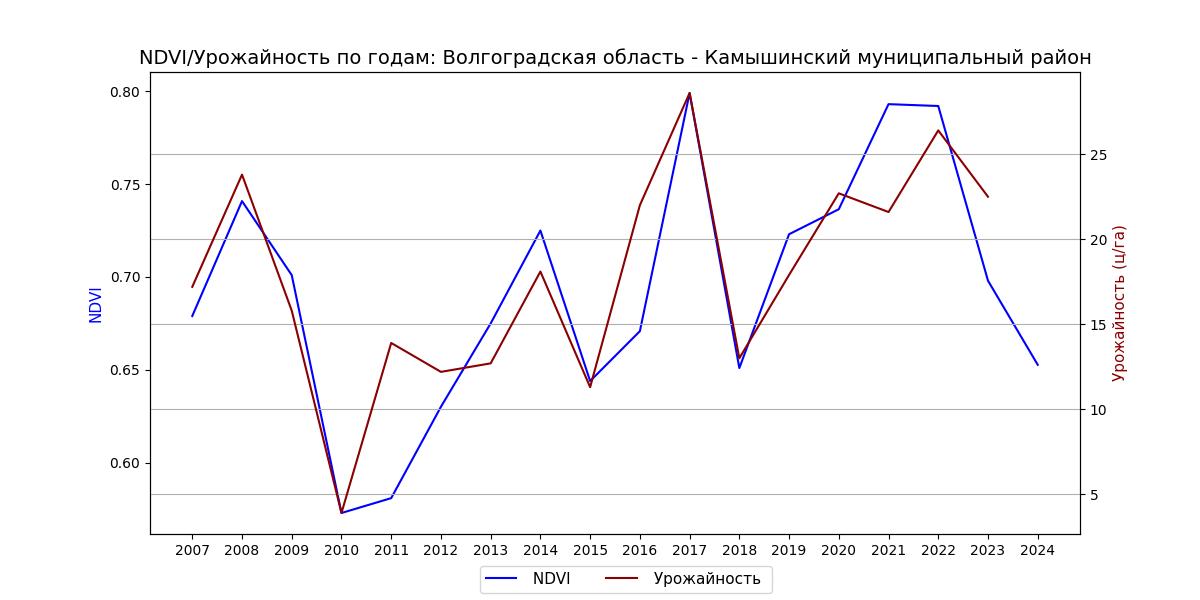 NDVI/Урожайность по годам: Волгоградская область - Камышинский муниципальный район
0.80
0.75
0.70
0.65
0.60
NDVI
25
20
15
10
5
Урожайность (ц/га)
2007 2008 2009 2010 2011 2012 2013 2014 2015 2016 2017 2018 2019 2020 2021 2022 2023 2024
NDVI Урожайность